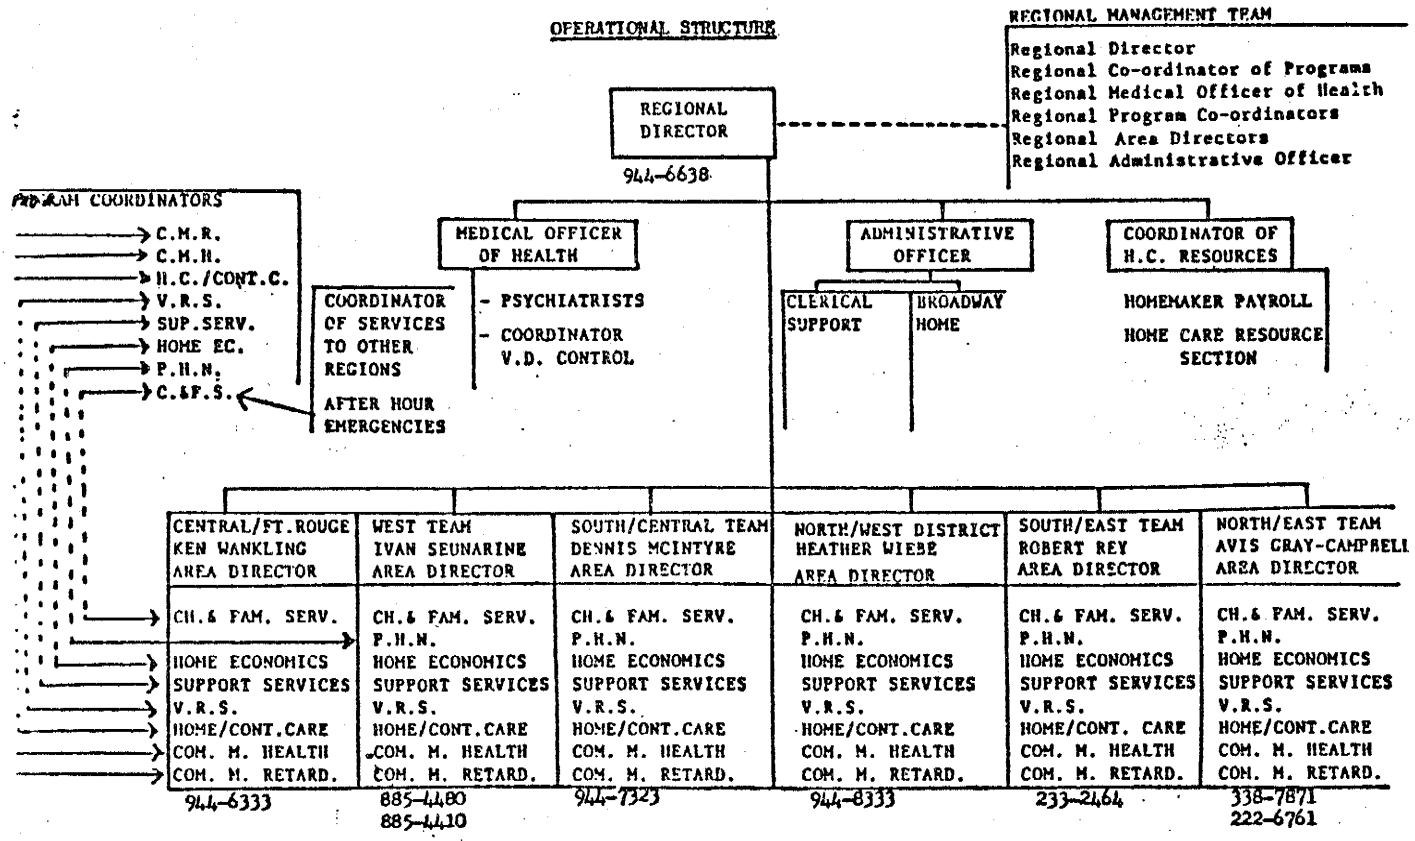 OPERATIONAL STRUCTURE
REGIONAL MANAGEMENT TEAM
Regional Director
Regional Co-ordinator of Programs
Regional Medical Officer of Health
Regional Program Co-ordinators
Regional Area Directors
Regional Administrative Officer
REGIONAL
DIRECTOR
944-6638
PROGRAM COORDINATORS
C.M.R.
C.M.H.
H.C./CONT.C.
V.R.S.
SUP.SERV.
HOME EC.
P.H.N.
C.&F.S.
COORDINATOR
OF SERVICES
TO OTHER
REGIONS
AFTER HOUR
EMERGENCIES
MEDICAL OFFICER
OF HEALTH
- PSYCHIATRISTS
- COORDINATOR
V.D. CONTROL
ADMINISTRATIVE
OFFICER
CLERICAL
SUPPORT
BROADWAY
HOME
COORDINATOR OF
H.C. RESOURCES
HOMEMAKER PAYROLL
HOME CARE RESOURCE
SECTION
CENTRAL/FT.ROUGE
KEN WANKLING
AREA DIRECTOR
CH.& FAM. SERV.
HOME ECONOMICS
SUPPORT SERVICES
V.R.S.
HOME/CONT.CARE
COM. M. HEALTH
COM. M. RETARD.
944-6333
WEST TEAM
IVAN SEUNARINE
AREA DIRECTOR
CH.& FAM. SERV.
P.H.N.
HOME ECONOMICS
SUPPORT SERVICES
V.R.S.
HOME/CONT.CARE
COM. M. HEALTH
COM. M. RETARD.
885-4480
885-4410
SOUTH/CENTRAL TEAM
DENNIS MCINTYRE
AREA DIRECTOR
CH.& FAM. SERV.
P.H.N.
HOME ECONOMICS
SUPPORT SERVICES
V.R.S.
HOME/CONT.CARE
COM. M. HEALTH
COM. M. RETARD.
944-7323
NORTH/WEST DISTRICT
HEATHER WIEBE
AREA DIRECTOR
CH.& FAM. SERV.
P.H.N.
HOME ECONOMICS
SUPPORT SERVICES
V.R.S.
HOME/CONT.CARE
COM. M. HEALTH
COM. M. RETARD.
944-8333
SOUTH/EAST TEAM
ROBERT REY
AREA DIRECTOR
CH.& FAM. SERV.
P.H.N.
HOME ECONOMICS
SUPPORT SERVICES
V.R.S.
HOME/CONT. CARE
COM. M. HEALTH
COM. M. RETARD.
233-2464
NORTH/EAST TEAM
AVIS GRAY-CAMPBELL
AREA DIRECTOR
CH.& FAM. SERV.
P.H.N.
HOME ECONOMICS
SUPPORT SERVICES
V.R.S.
HOME/CONT.CARE
COM. M. HEALTH
COM. M. RETARD.
338-7871
222-6761